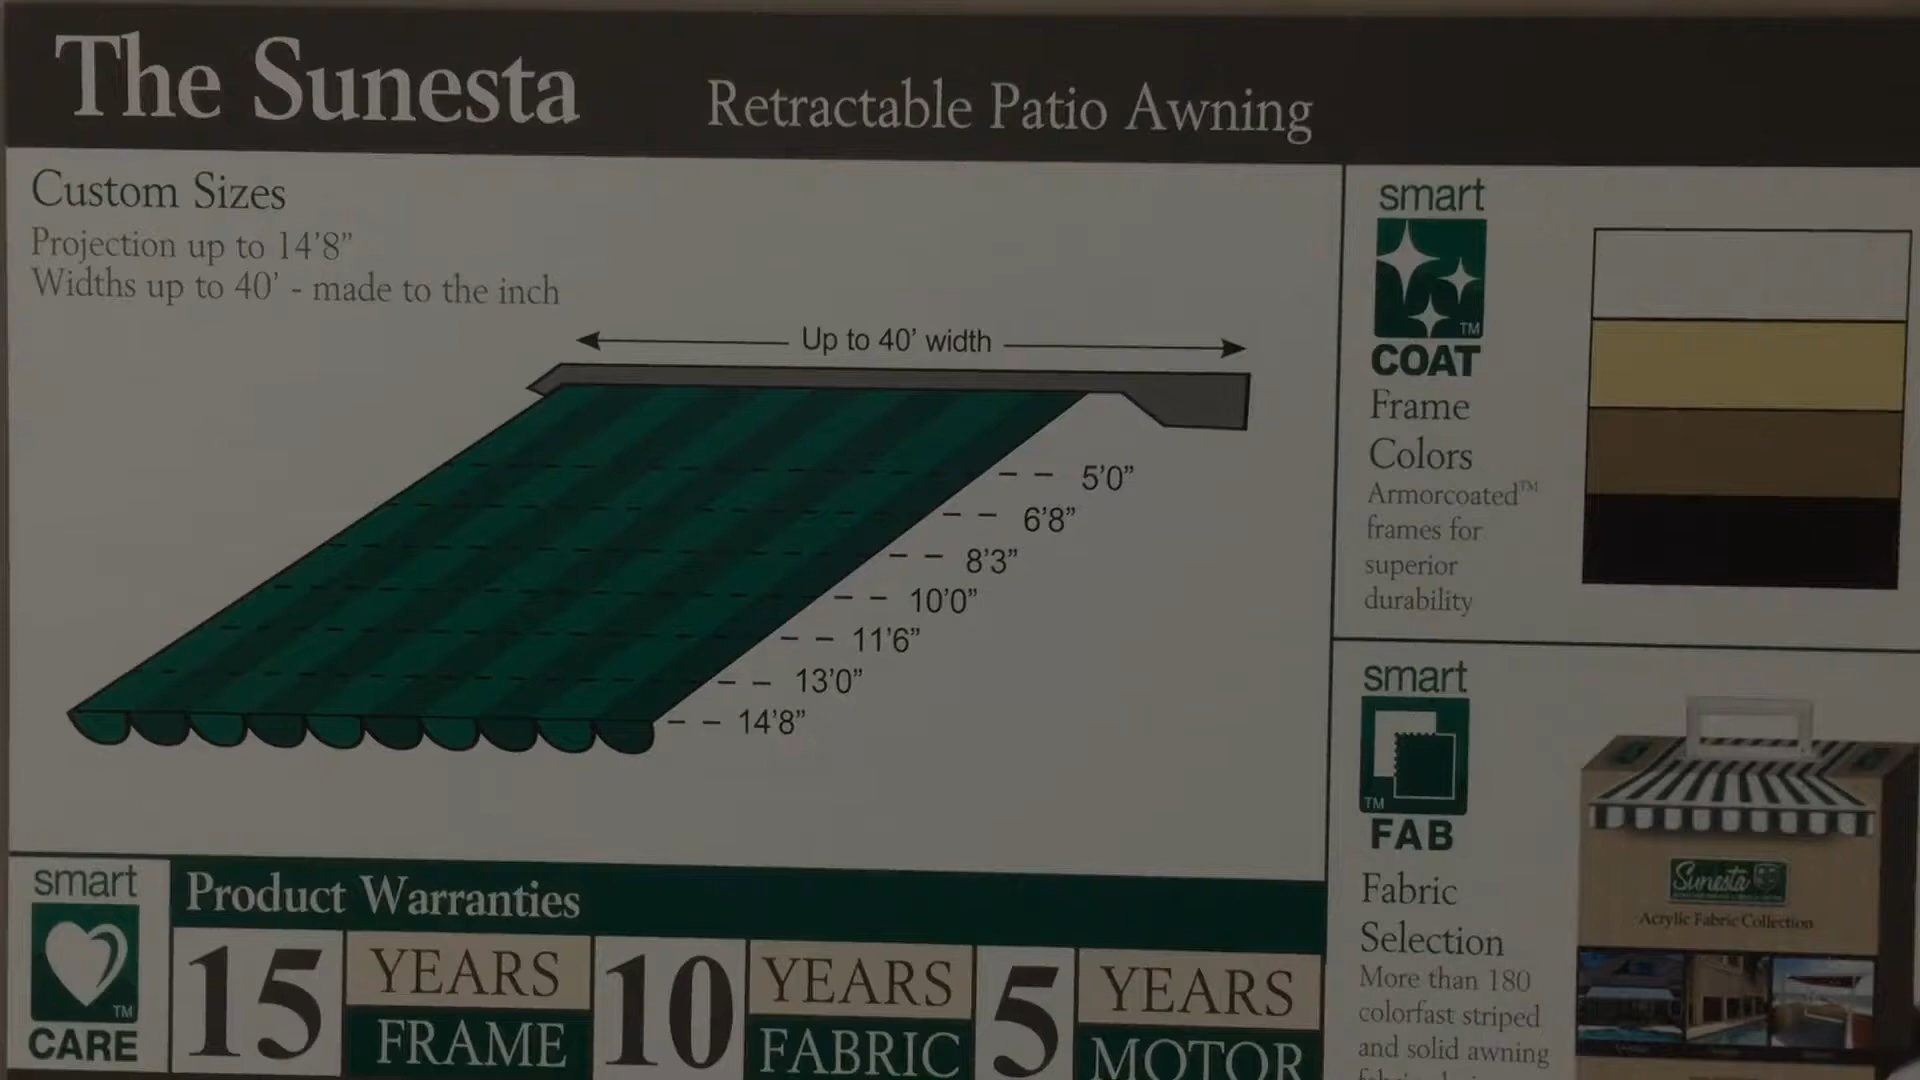 The Sunesta
Retractable Patio Awning
Custom Sizes
Projection up to 14’8”
Widths up to 40’ - made to the inch
Up to 40’ width
5’0”
6’8”
8’3”
10’0”
11’6”
13’0”
14’8”
smart
TM
COAT
Frame
Colors
Armorcoated™
frames for
superior
durability
smart
TM
FAB
Fabric
Selection
More than 180
colorfast striped
and solid awning
Sunesta
Acrylic Fabric Collection
smart
TM
CARE
Product Warranties
15 YEARS FRAME
10 YEARS FABRIC
5 YEARS MOTOR